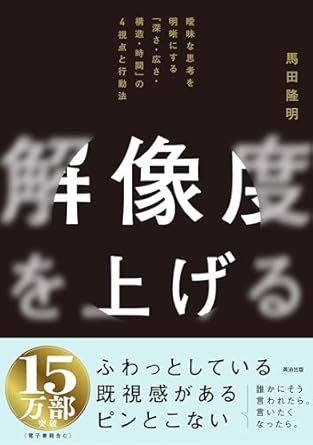 曖昧な思考を
明晰にする
「深さ・広さ・
構造・時間」の
4視点と行動法
馬田隆明
解像度
を上げる
15
万部
突破
(電子書籍含む)
ふわっとしている
既視感がある
ピンとこない
誰かにそう
言われたら。
言いたく
なったら。
英治出版